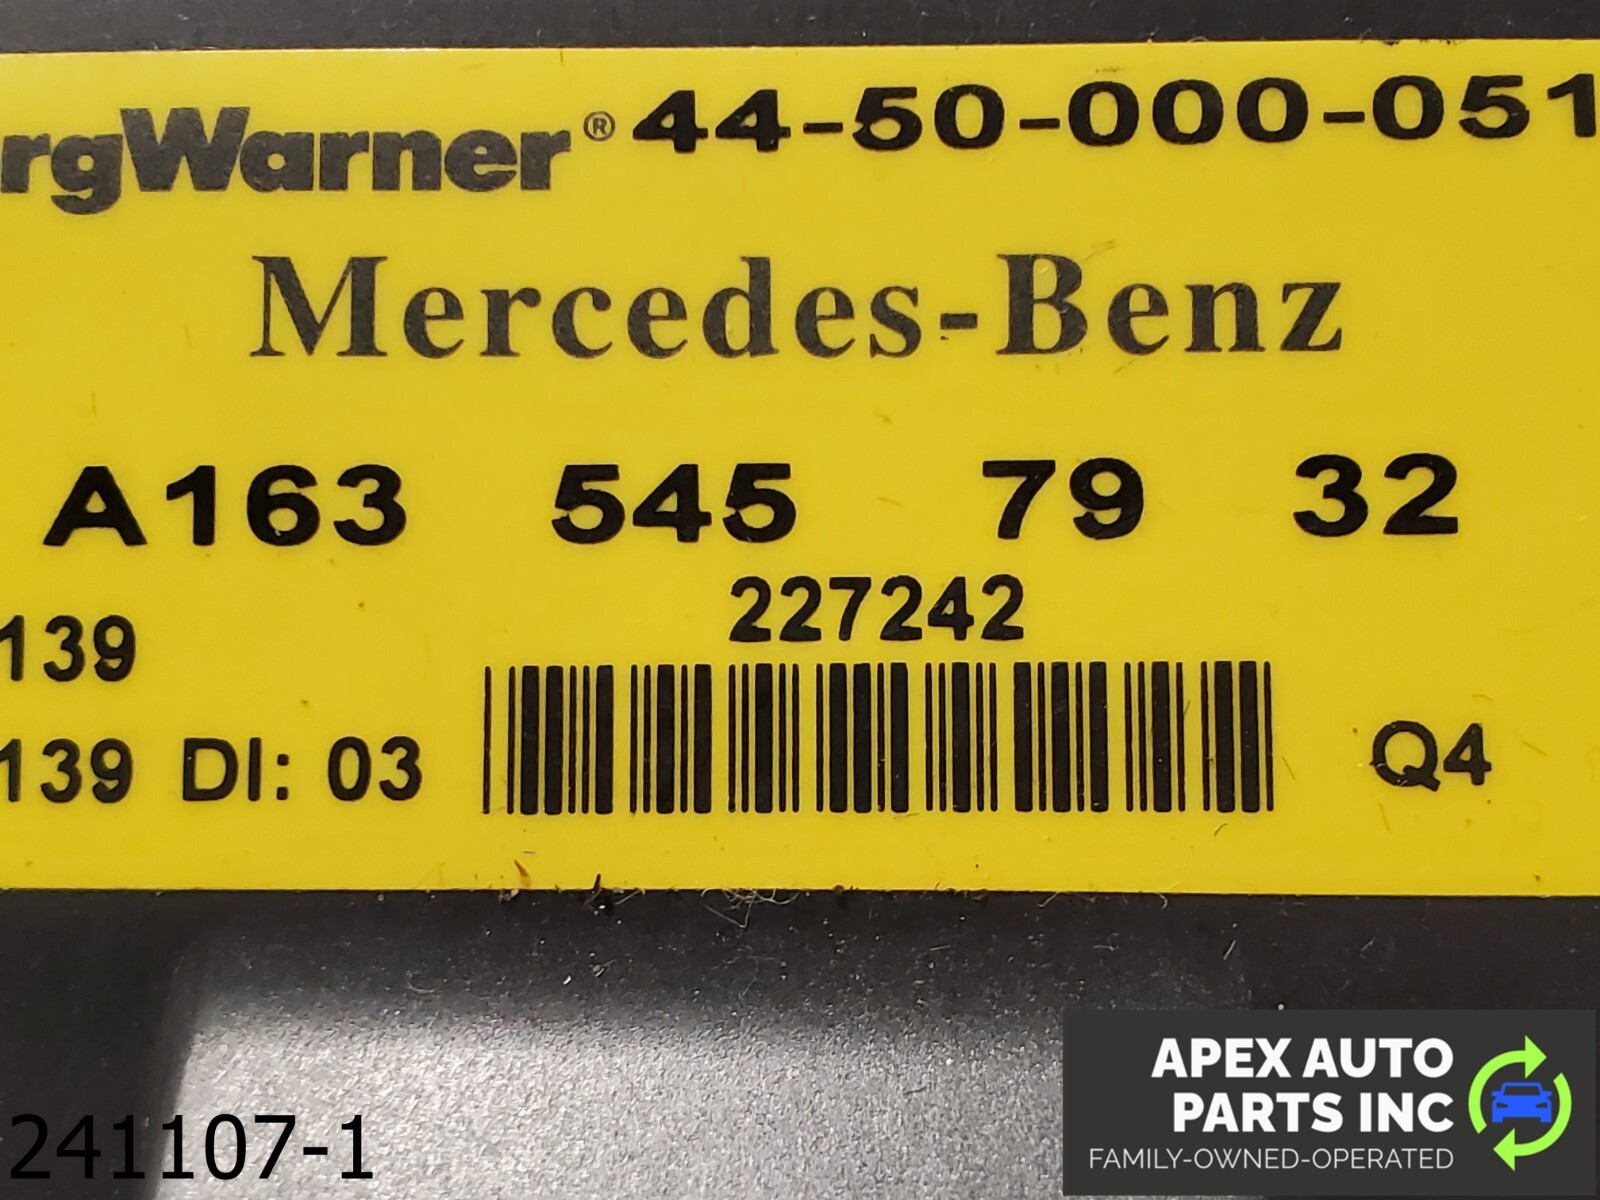 rgWarner® 44-50-000-051
Mercedes-Benz
A163 545 79 32
227242
139
139 DI: 03
Q4
241107-1
APEX AUTO
PARTS INC
FAMILY-OWNED-OPERATED